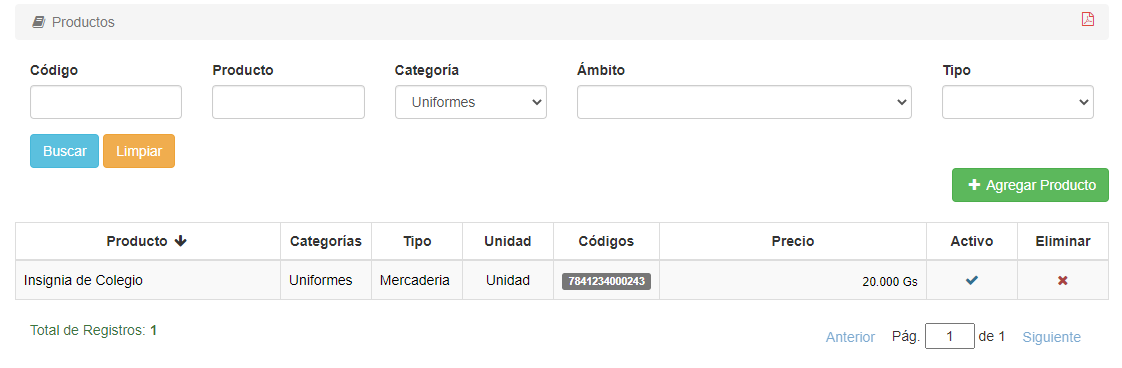 Productos
Código Producto Categoría Ámbito Tipo
Uniformes
Buscar Limpiar
Agregar Producto
Producto Categorías Tipo Unidad Códigos Precio Activo Eliminar
Insignia de Colegio Uniformes Mercaderia Unidad 7841234000243 20.000 Gs
Total de Registros: 1
Anterior Pág. 1 de 1 Siguiente